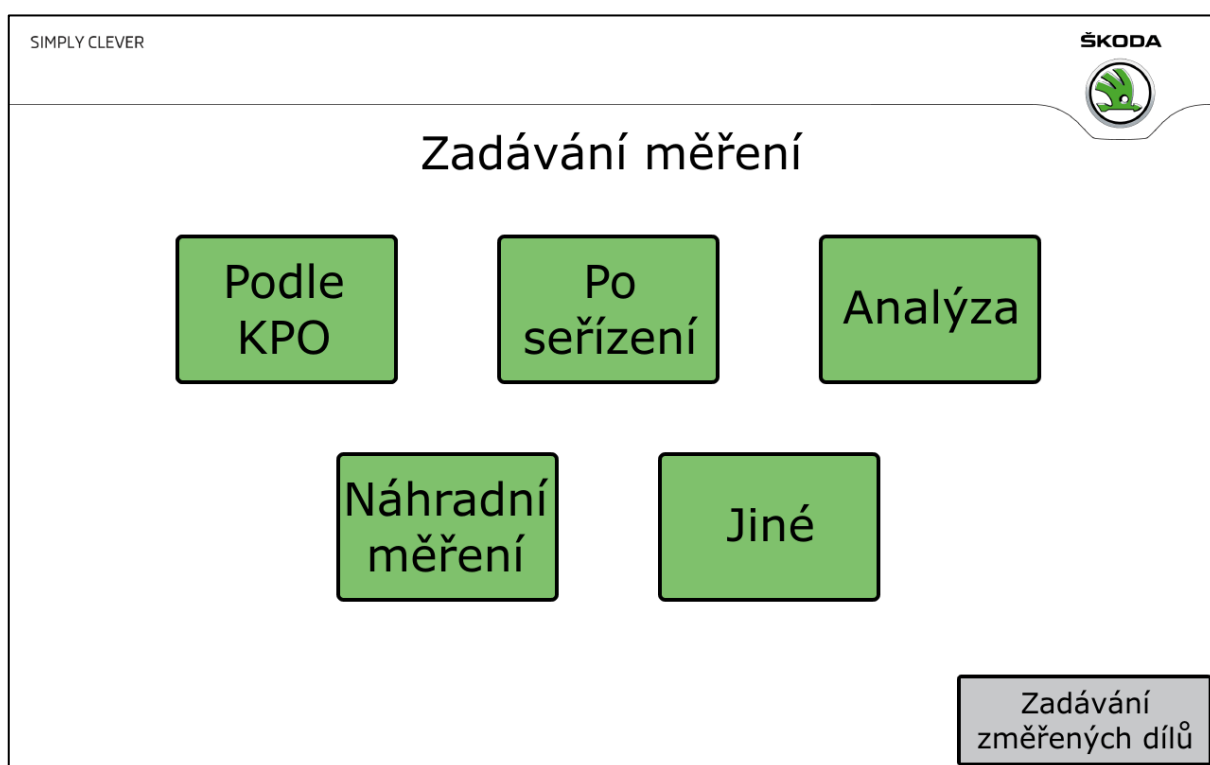 SIMPLY CLEVER
ŠKODA
Zadávání měření
Podle
KPO
Po
seřízení
Analýza
Náhradní
měření
Jiné
Zadávání
změřených dílů